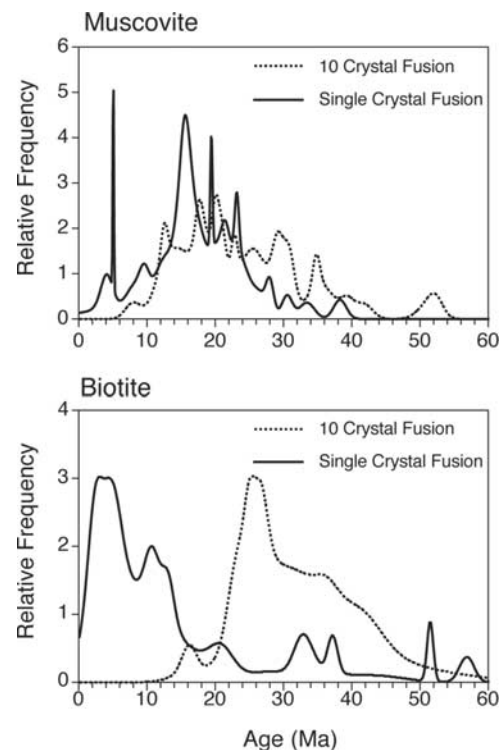 Muscovite
6
5
4
3
2
1
0
Relative Frequency
10 Crystal Fusion
Single Crystal Fusion
0 10 20 30 40 50 60
Biotite
4
3
2
1
0
Relative Frequency
10 Crystal Fusion
Single Crystal Fusion
0 10 20 30 40 50 60
Age (Ma)